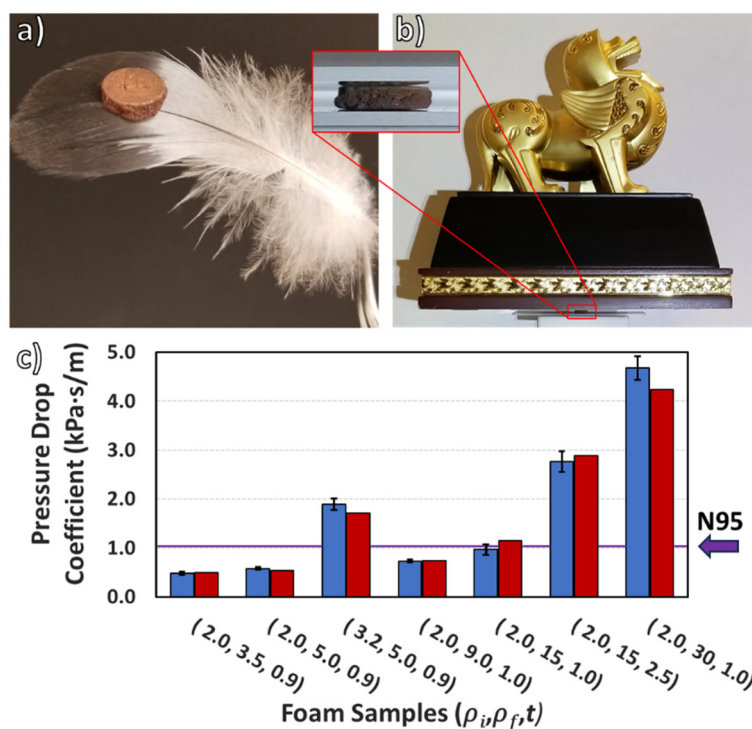 a)
b)
c)
Pressure Drop
Coefficient (kPa·s/m)
5.0
4.0
3.0
2.0
1.0
0.0
N95
( 2.0, 3.5, 0.9)
( 2.0, 5.0, 0.9)
( 3.2, 5.0, 0.9)
( 2.0, 9.0, 1.0)
( 2.0, 15, 1.0)
( 2.0, 15, 2.5)
( 2.0, 30, 1.0)
Foam Samples (ρi,ρf,t)